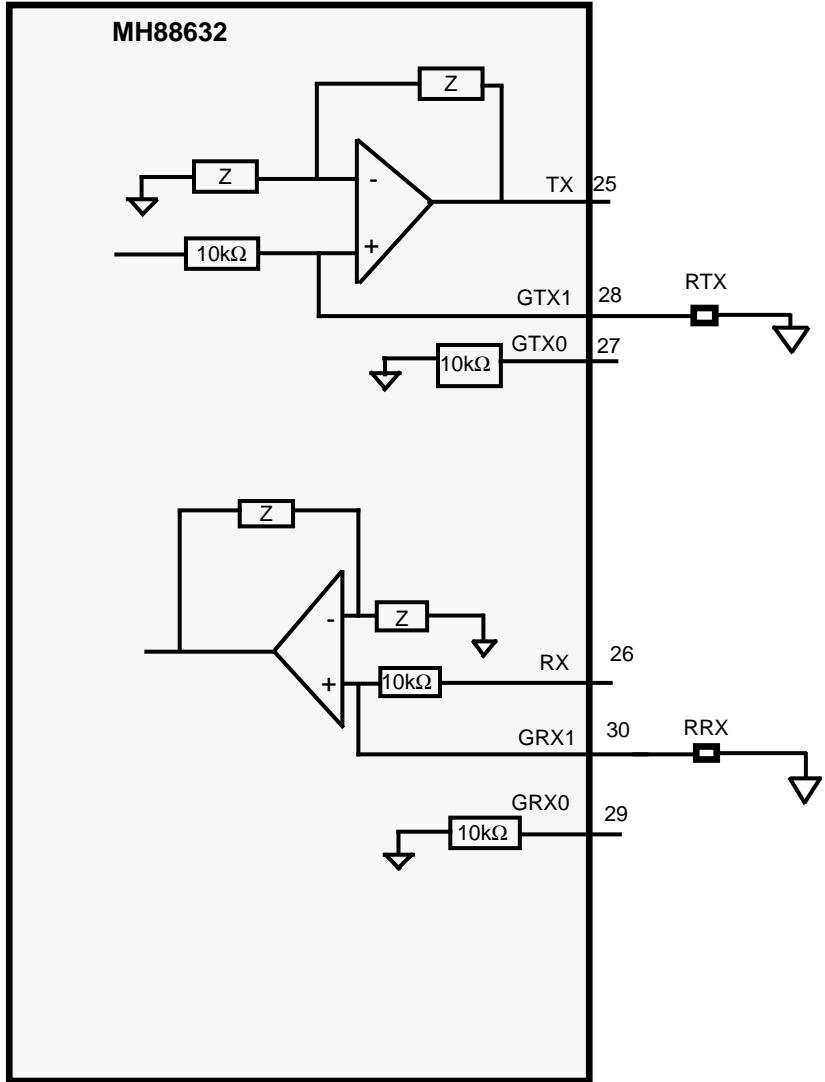 MH88632
Z
Z
-
TX 25
10kΩ
+
GTX1 28 RTX
GTX0 27
10kΩ
Z
-
Z
RX 26
+
10kΩ
GRX1 30 RRX
GRX0 29
10kΩ